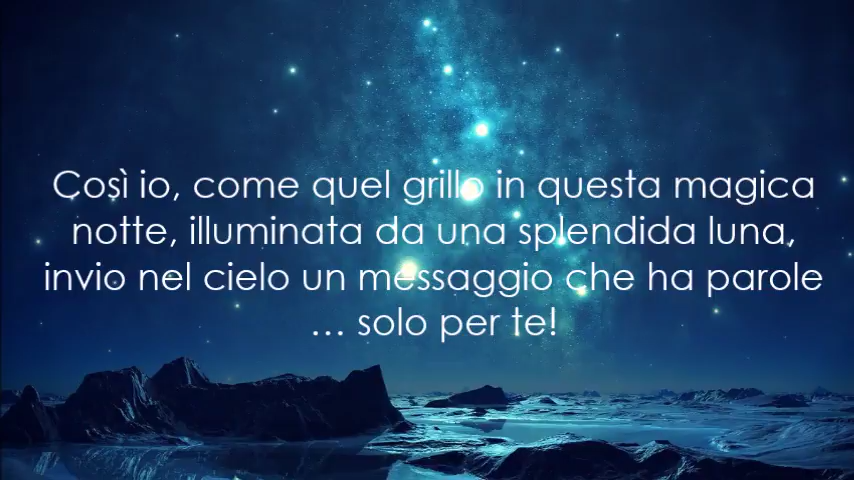 Così io, come quel grillo in questa magica
notte, illuminata da una splendida luna,
invio nel cielo un messaggio che ha parole
… solo per te!